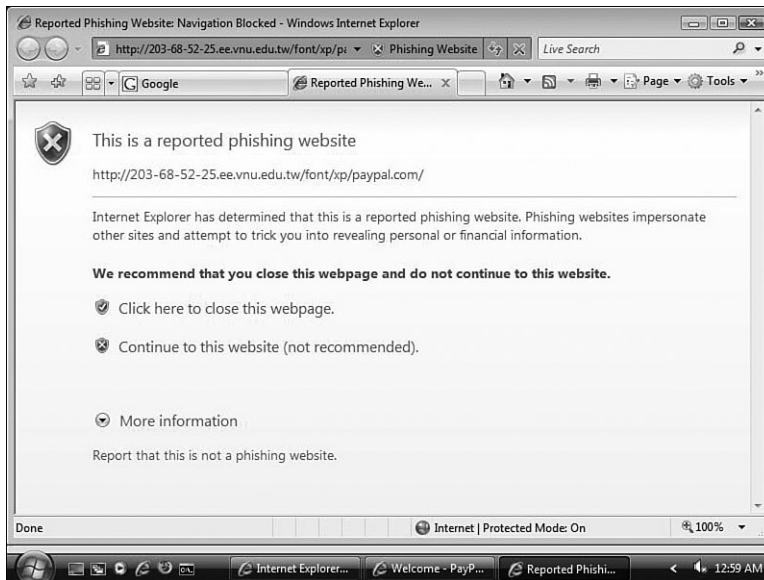 Reported Phishing Website: Navigation Blocked - Windows Internet Explorer
http://203-68-52-25.ee.vnu.edu.tw/font/xp/pa Phishing Website Live Search
Google Reported Phishing We... X Page Tools »
This is a reported phishing website
http://203-68-52-25.ee.vnu.edu.tw/font/xp/paypal.com/
Internet Explorer has determined that this is a reported phishing website. Phishing websites impersonate
other sites and attempt to trick you into revealing personal or financial information.
We recommend that you close this webpage and do not continue to this website.
Click here to close this webpage.
Continue to this website (not recommended).
More information
Report that this is not a phishing website.
Done Internet | Protected Mode: On 100%
Internet Explorer... Welcome - PayP... Reported Phishi... 12:59 AM